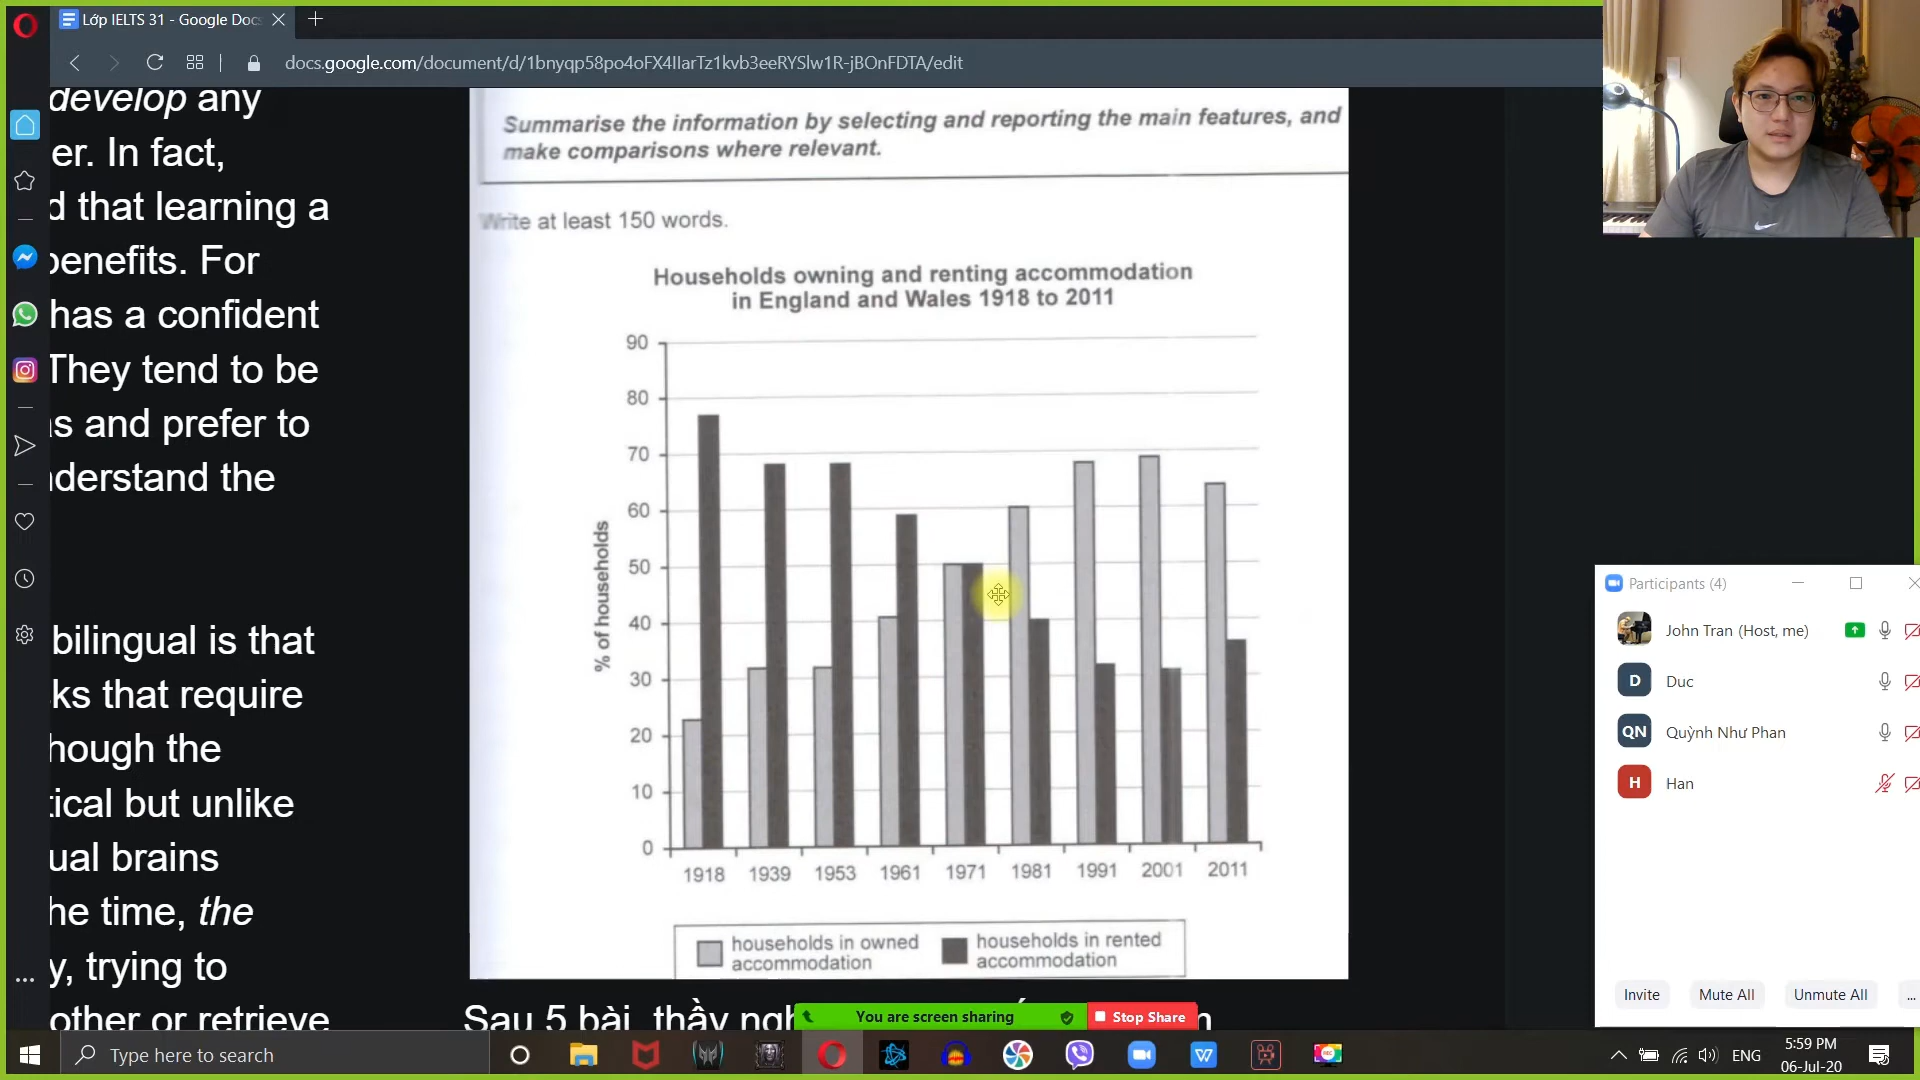 Lớp IELTS 31 - Google Docs
docs.google.com/document/d/1bnyqp58po4oFX4IIarTz1kvb3eeRYSlw1R-jBOnFDTA/edit
develop any
er. In fact,
d that learning a
benefits. For
has a confident
They tend to be
as and prefer to
nderstand the
bilingual is that
ks that require
hough the
tical but unlike
ual brains
he time, the
y, trying to
other or retrieve
Summarise the information by selecting and reporting the main features, and
make comparisons where relevant.
Write at least 150 words.
Households owning and renting accommodation
in England and Wales 1918 to 2011
% of households
90
80
70
60
50
40
30
20
10
0
1918 1939 1953 1961 1971 1981 1991 2001 2011
households in owned
accommodation
households in rented
accommodation
Sau 5 bài, thầy
You are screen sharing
Stop Share
Participants (4)
John Tran (Host, me)
D Duc
QN Quỳnh Như Phan
H Han
Invite Mute All Unmute All ...
Type here to search
ENG
5:59 PM
06-Jul-20